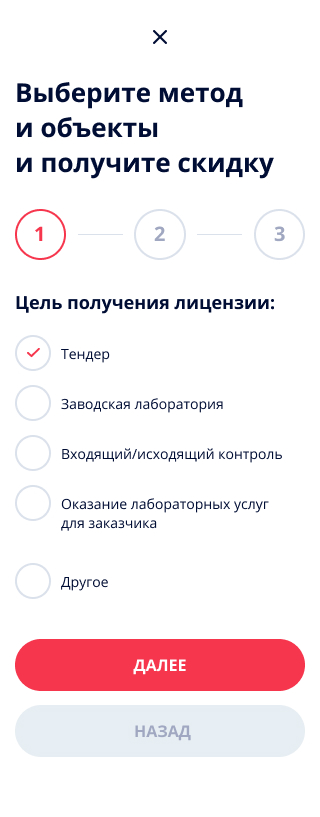 Выберите метод
и объекты
и получите скидку
1 2 3
Цель получения лицензии:
Тендер
Заводская лаборатория
Входящий/исходящий контроль
Оказание лабораторных услуг
для заказчика
Другое
ДАЛЕЕ
НАЗАД